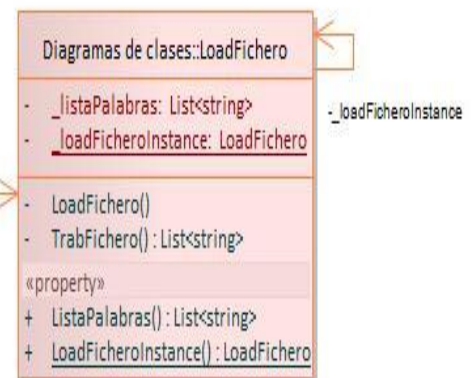 Diagramas de clases::LoadFichero
- _listaPalabras: List<string>
- _loadFicheroInstance: LoadFichero
-_loadFicheroInstance
- LoadFichero()
- TrabFichero() : List<string>
«property»
+ ListaPalabras() : List<string>
+ LoadFicheroInstance() : LoadFichero